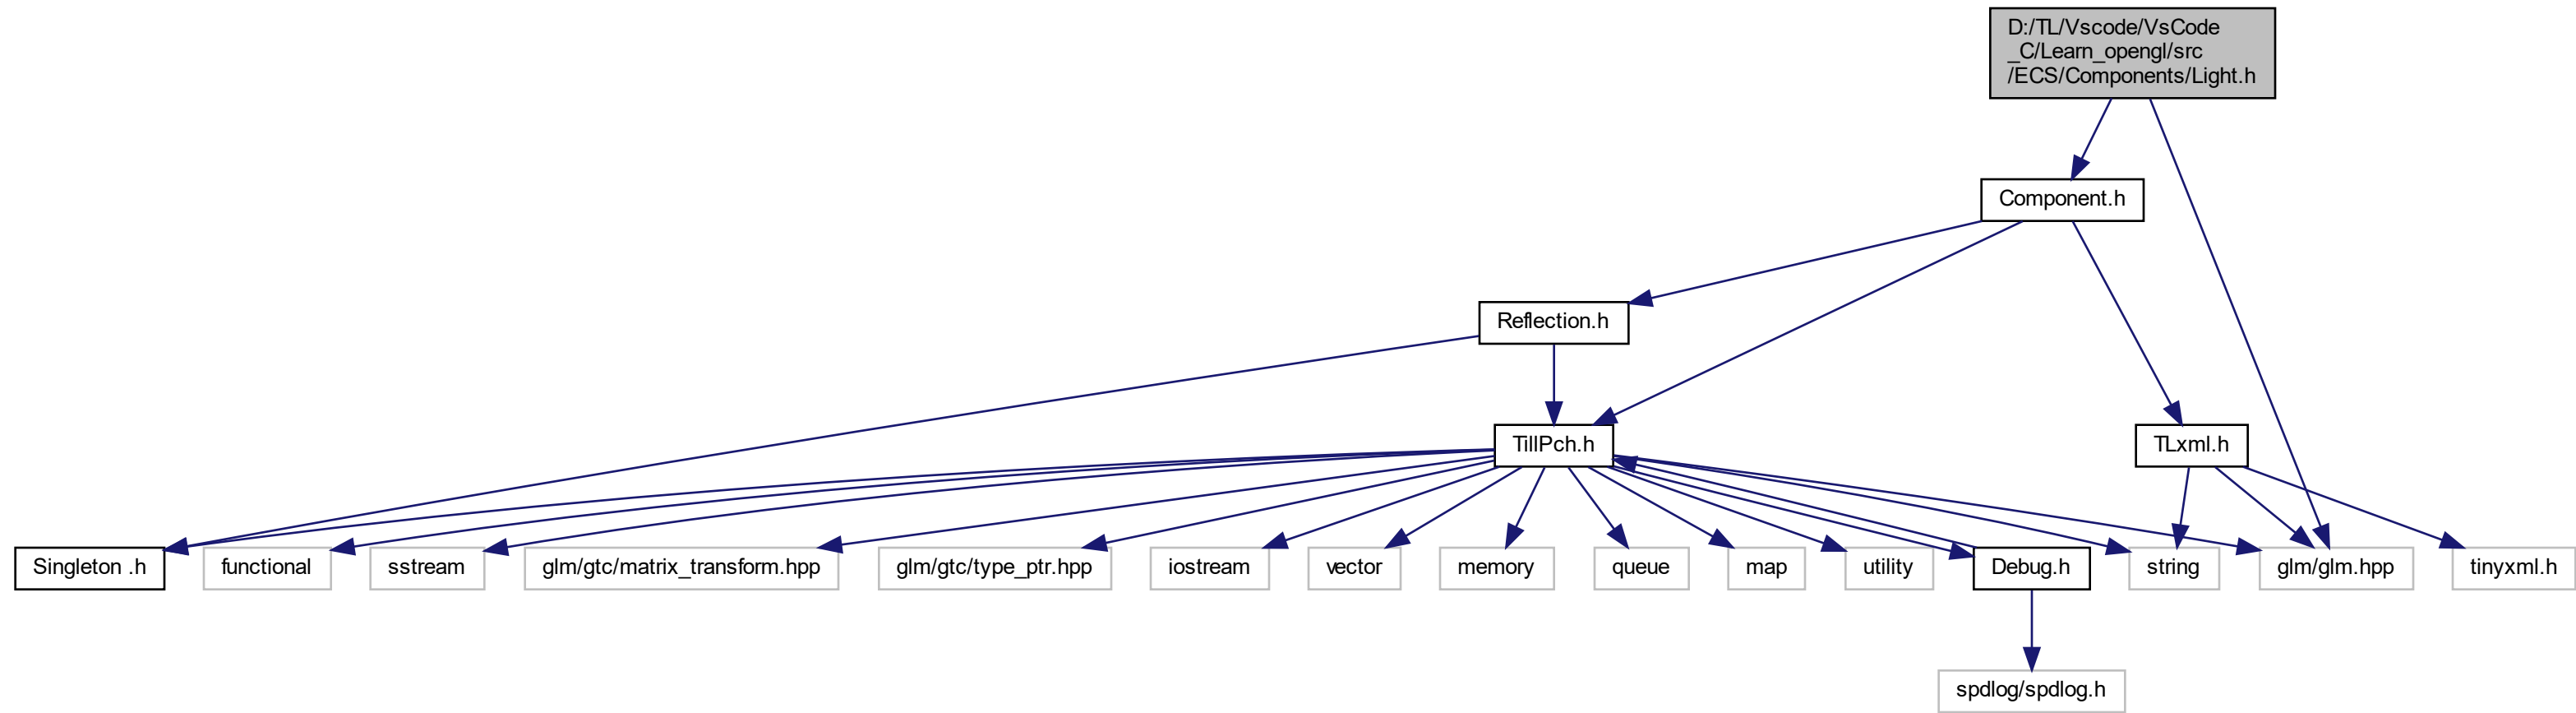 D:/TL/Vscode/VsCode
_C/Learn_opengl/src
/ECS/Components/Light.h
Component.h
Reflection.h
TillPch.h
TLxml.h
Singleton .h
functional
sstream
glm/gtc/matrix_transform.hpp
glm/gtc/type_ptr.hpp
iostream
vector
memory
queue
map
utility
Debug.h
string
glm/glm.hpp
tinyxml.h
spdlog/spdlog.h